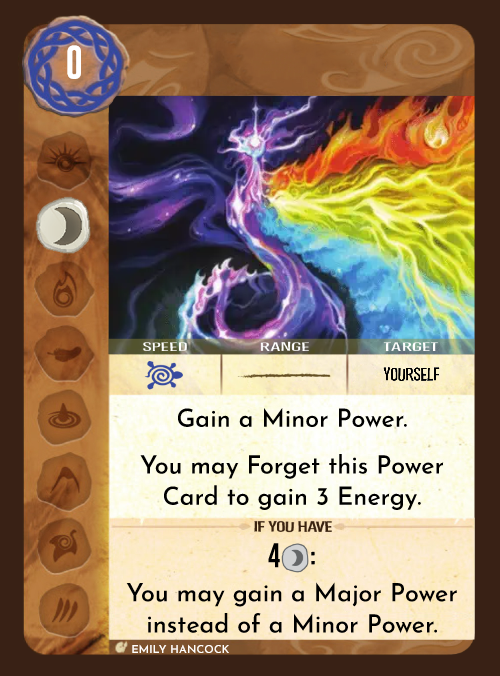 0
SPEED RANGE TARGET
YOURSELF
Gain a Minor Power.
You may Forget this Power
Card to gain 3 Energy.
IF YOU HAVE
4 :
You may gain a Major Power
instead of a Minor Power.
EMILY HANCOCK